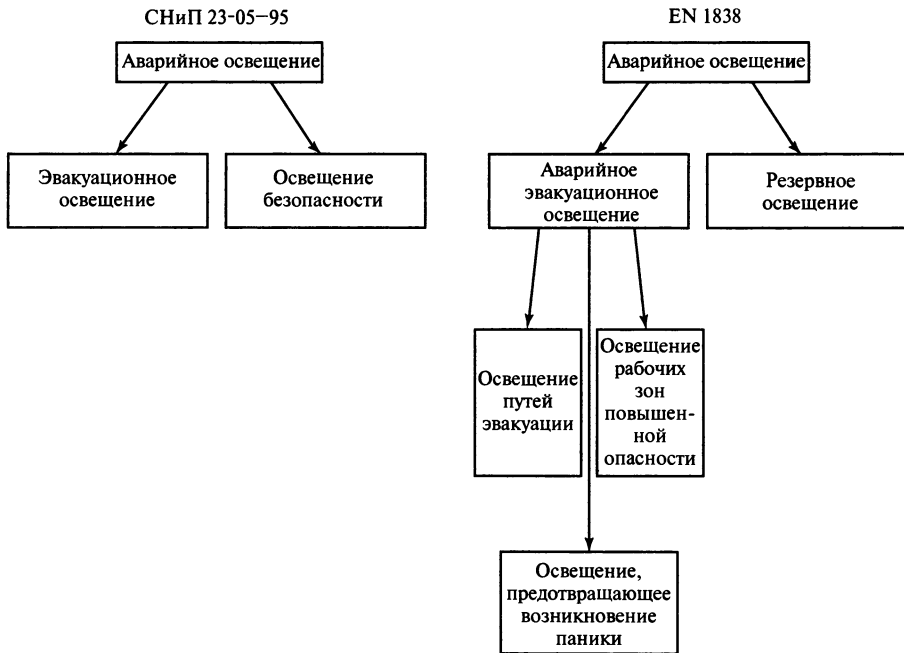 СНиП 23-05−95
Аварийное освещение
Эвакуационное
освещение
Освещение
безопасности
EN 1838
Аварийное освещение
Аварийное
эвакуационное
освещение
Резервное
освещение
Освещение
путей
эвакуации
Освещение
рабочих
зон
повышен-
ной
опасности
Освещение,
предотвращающее
возникновение
паники